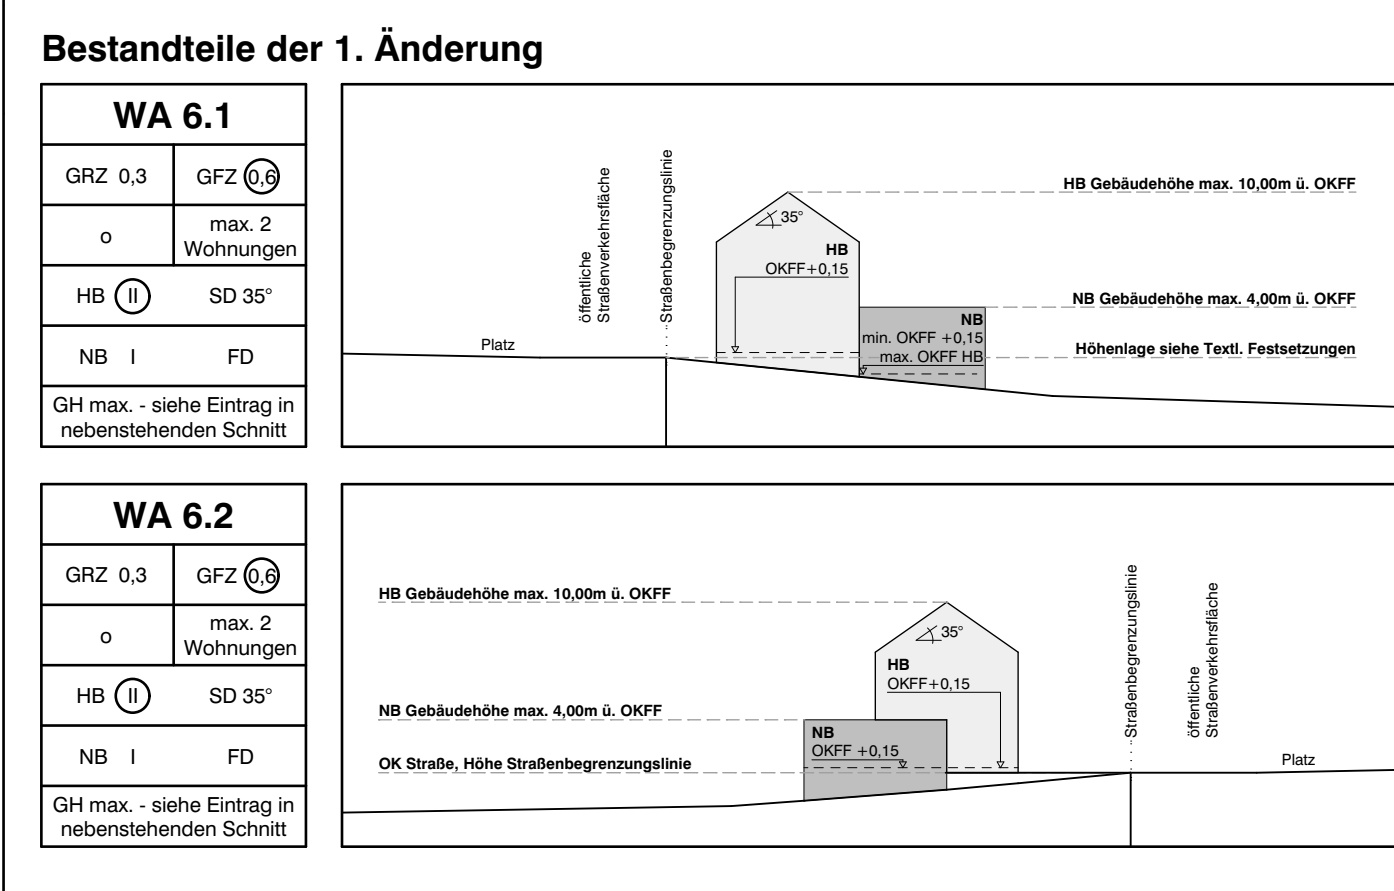 Bestandteile der 1. Änderung
WA 6.1
GRZ 0,3
GFZ 0,6
o
max. 2
Wohnungen
HB II SD 35°
NB I FD
GH max. - siehe Eintrag in
nebenstehenden Schnitt
Platz
öffentliche
Straßenverkehrsfläche
Straßenbegrenzungslinie
35°
HB
OKFF+0,15
NB
min. OKFF +0,15
max. OKFF HB
HB Gebäudehöhe max. 10,00m ü. OKFF
NB Gebäudehöhe max. 4,00m ü. OKFF
Höhenlage siehe Textl. Festsetzungen
WA 6.2
GRZ 0,3
GFZ 0,6
o
max. 2
Wohnungen
HB II SD 35°
NB I FD
GH max. - siehe Eintrag in
nebenstehenden Schnitt
HB Gebäudehöhe max. 10,00m ü. OKFF
NB Gebäudehöhe max. 4,00m ü. OKFF
OK Straße, Höhe Straßenbegrenzungslinie
35°
HB
OKFF+0,15
NB
OKFF +0,15
Straßenbegrenzungslinie
öffentliche
Straßenverkehrsfläche
Platz